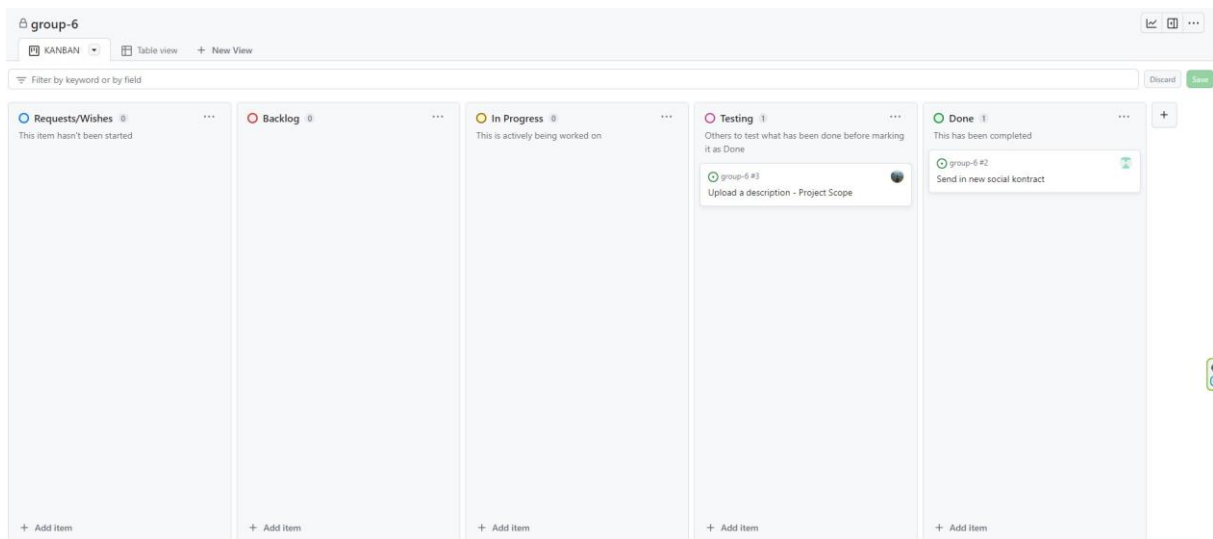 group-6
KANBAN
Table view
+ New View
Filter by keyword or by field
Discard
Save
Requests/Wishes 0
This item hasn't been started
Backlog 0
In Progress 0
This is actively being worked on
Testing 1
Others to test what has been done before marking
it as Done
group-6 #3
Upload a description - Project Scope
Done 1
This has been completed
group-6 #2
Send in new social kontract
+ Add item
+ Add item
+ Add item
+ Add item
+ Add item